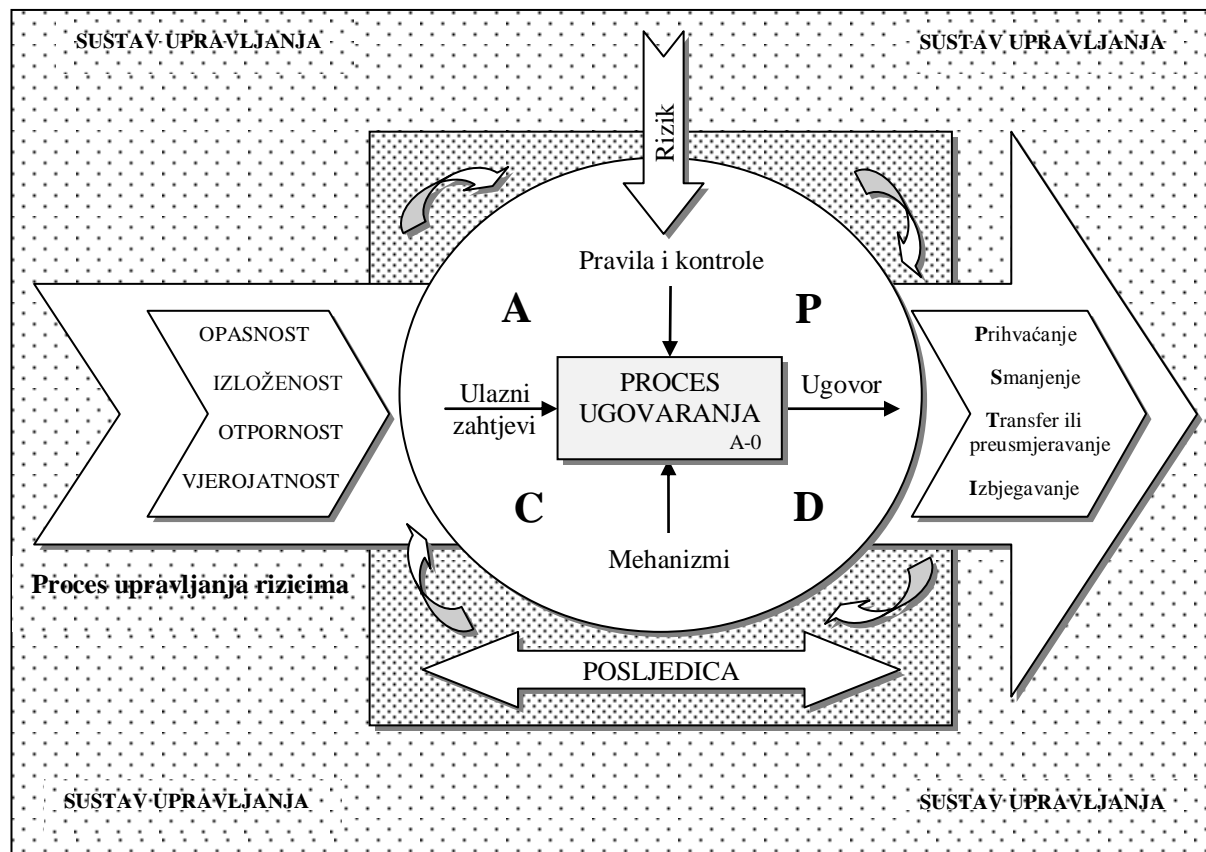 SUSTAV UPRAVLJANJA
SUSTAV UPRAVLJANJA
Rizik
Pravila i kontrole
A
P
OPASNOST
IZLOŽENOST
OTPORNOST
VJEROJATNOST
Ulazni
zahtjevi
PROCES
UGOVARANJA
A-0
Ugovor
Prihvaćanje
Smanjenje
Transfer ili
preusmjeravanje
Izbjegavanje
C
D
Mehanizmi
Proces upravljanja rizicima
POSLJEDICA
SUSTAV UPRAVLJANJA
SUSTAV UPRAVLJANJA